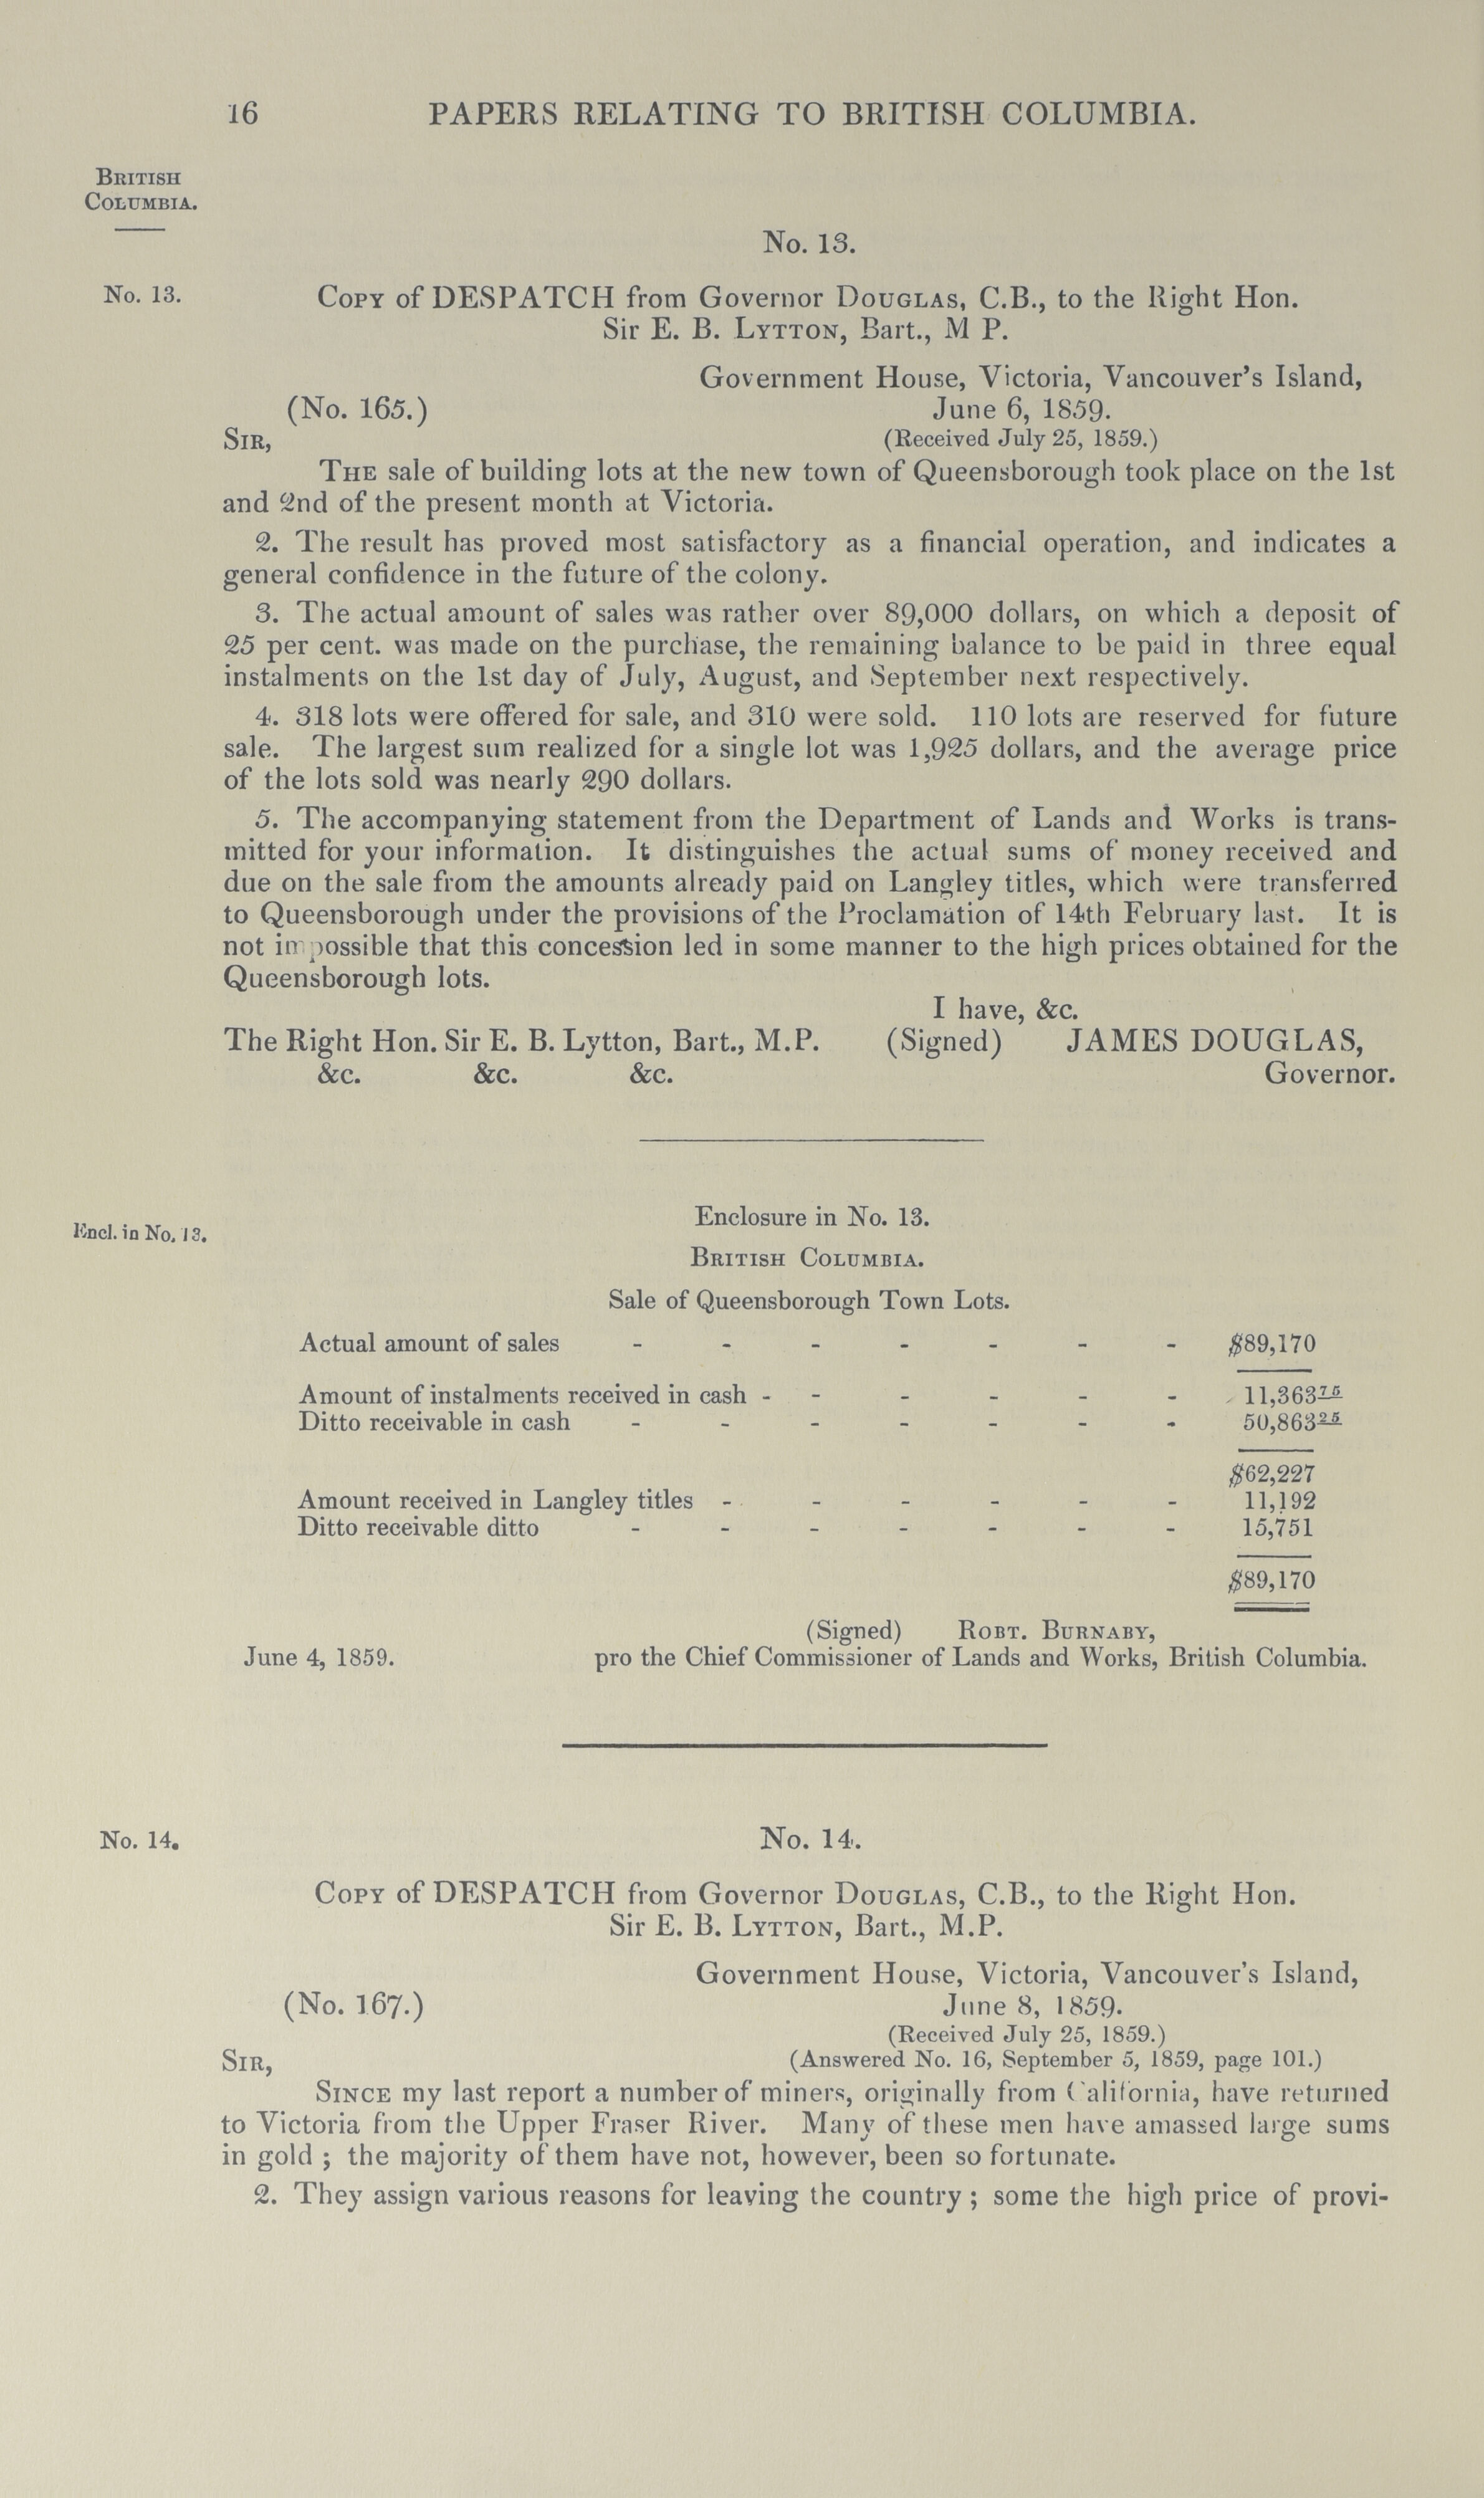 16 PAPERS RELATING TO BRITISH COLUMBIA.
BRITISH
COLUMBIA.
No. 13.
No. 13. COPY of DESPATCH from Governor DOUGLAS, C.B., to the Right Hon.
Sir E. B. LYTTON, Bart., M P.
Government House, Victoria, Vancouver's Island,
(No. 165.) June 6, 1859.
SIR, (Received July 25, 1859.)
THE sale of building lots at the new town of Queensborough took place on the 1st
and 2nd of the present month at Victoria.
2. The result has proved most satisfactory as a financial operation, and indicates a
general confidence in the future of the colony.
3. The actual amount of sales was rather over 89,000 dollars, on which a deposit of
25 per cent. was made on the purchase, the remaining balance to be paid in three equal
instalments on the 1st day of July, August, and September next respectively.
4. 318 lots were offered for sale, and 310 were sold. 110 lots are reserved for future
sale. The largest sum realized for a single lot was 1,925 dollars, and the average price
of the lots sold was nearly 290 dollars.
5. The accompanying statement from the Department of Lands and Works is trans-
mitted for your information. It distinguishes the actual sums of money received and
due on the sale from the amounts already paid on Langley titles, which were transferred
to Queensborough under the provisions of the Proclamation of 14th February last. It is
not impossible that this concession led in some manner to the high prices obtained for the
Queensborough lots.
I have, &c.
The Right Hon. Sir E. B. Lytton, Bart., M.P. (Signed) JAMES DOUGLAS,
&c. &c. &c. Governor.
Encl. in No. 13. Enclosure in No. 13.
BRITISH COLUMBIA.
Sale of Queensborough Town Lots.
Actual amount of sales - - - - - - - $89,170
Amount of instalments received in cash - - - - - - 11,363 75
Ditto receivable in cash - - - - - - - 50,863 25
$62,227
Amount received in Langley titles - - - - - - 11,192
Ditto receivable ditto - - - - - - - 15,751
$89,170
(Signed) ROBT. BURNABY,
June 4, 1859. pro the Chief Commissioner of Lands and Works, British Columbia.
No. 14. No. 14.
COPY of DESPATCH from Governor DOUGLAS, C.B., to the Right Hon.
Sir E. B. LYTTON, Bart., M.P.
Government House, Victoria, Vancouver's Island,
(No. 167.) June 8, 1859.
(Received July 25, 1859.)
SIR, (Answered No. 16, September 5, 1859, page 101.)
SINCE my last report a number of miners, originally from California, have returned
to Victoria from the Upper Fraser River. Many of these men have amassed large sums
in gold ; the majority of them have not, however, been so fortunate.
2. They assign various reasons for leaving the country ; some the high price of provi-